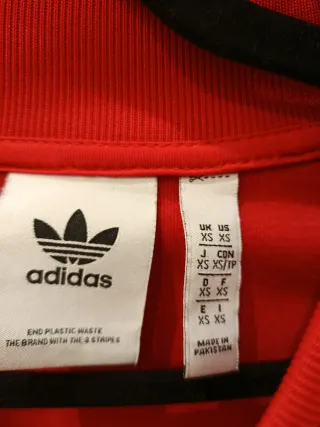 adidas
END PLASTIC WASTE
THE BRAND WITH THE 3 STRIPES
UK US
XS XS
J CDN
XS XS/TP
D F
XS XS
E I
XS XS
MADE IN
PAKISTAN